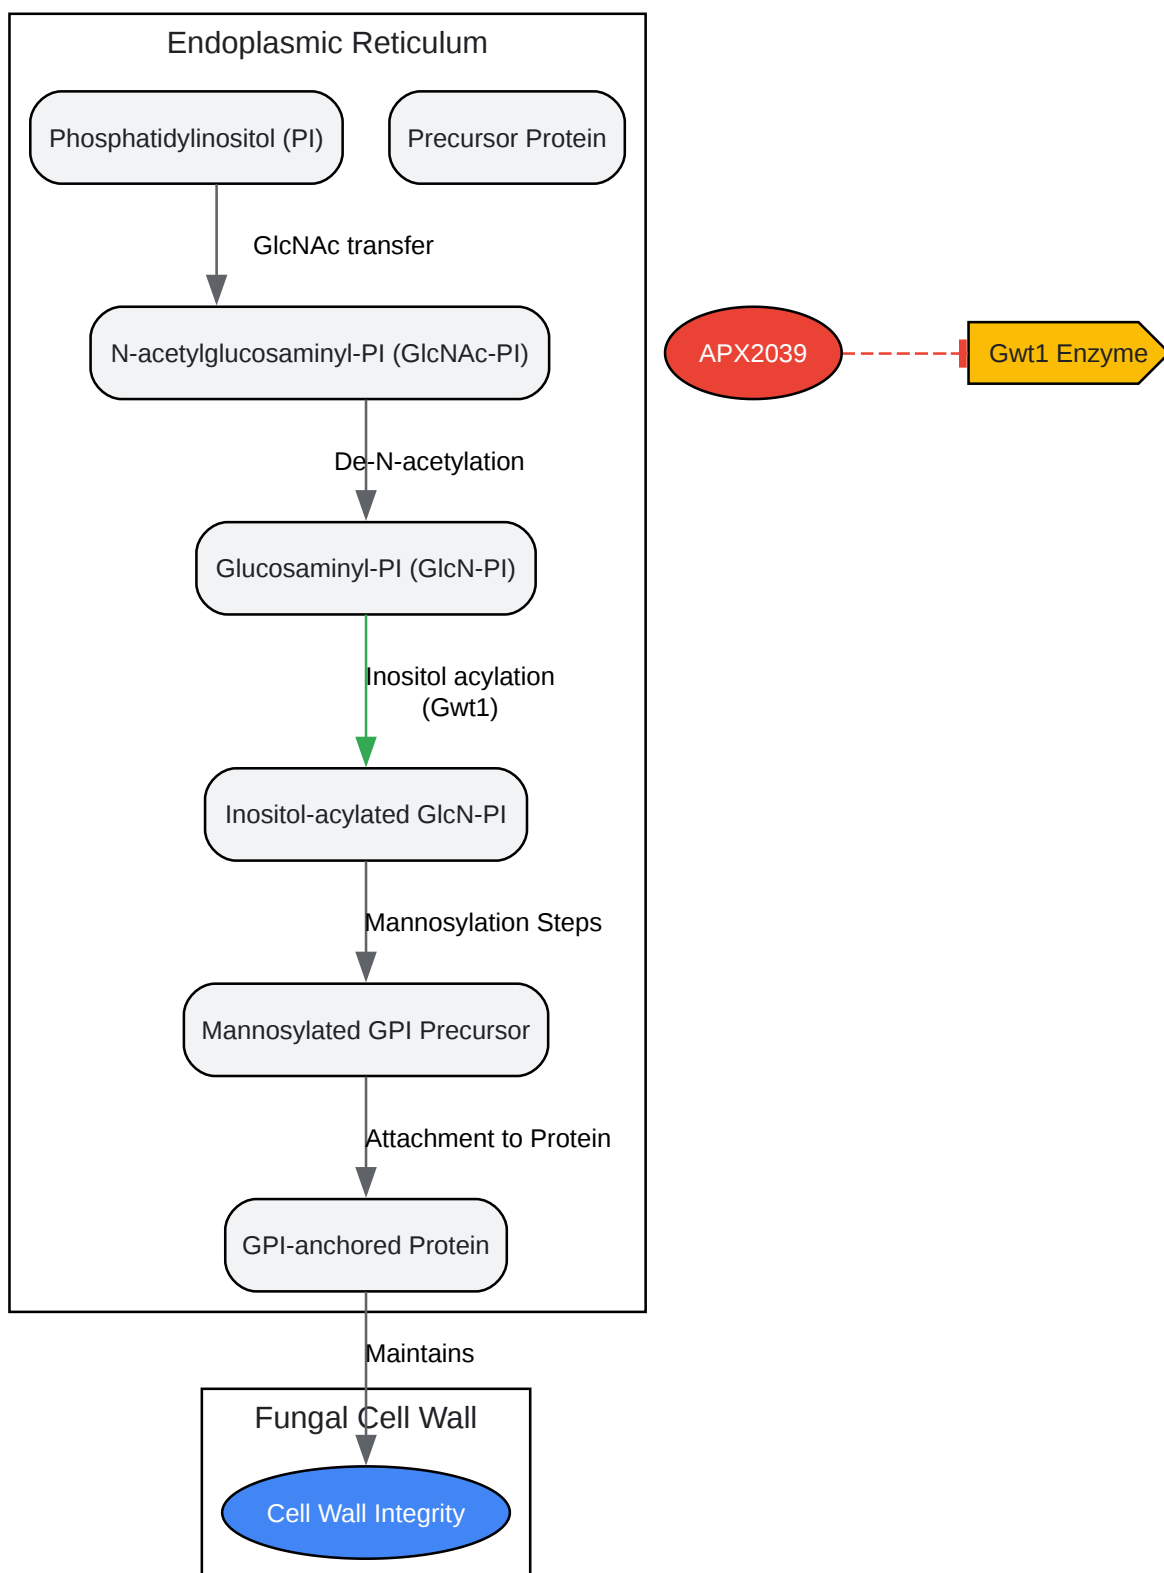 Endoplasmic Reticulum
Phosphatidylinositol (PI)
Precursor Protein
GlcNAc transfer
N-acetylglucosaminyl-PI (GlcNAc-PI)
APX2039
Gwt1 Enzyme
De-N-acetylation
Glucosaminyl-PI (GlcN-PI)
Inositol acylation
(Gwt1)
Inositol-acylated GlcN-PI
Mannosylation Steps
Mannosylated GPI Precursor
Attachment to Protein
GPI-anchored Protein
Maintains
Fungal Cell Wall
Cell Wall Integrity